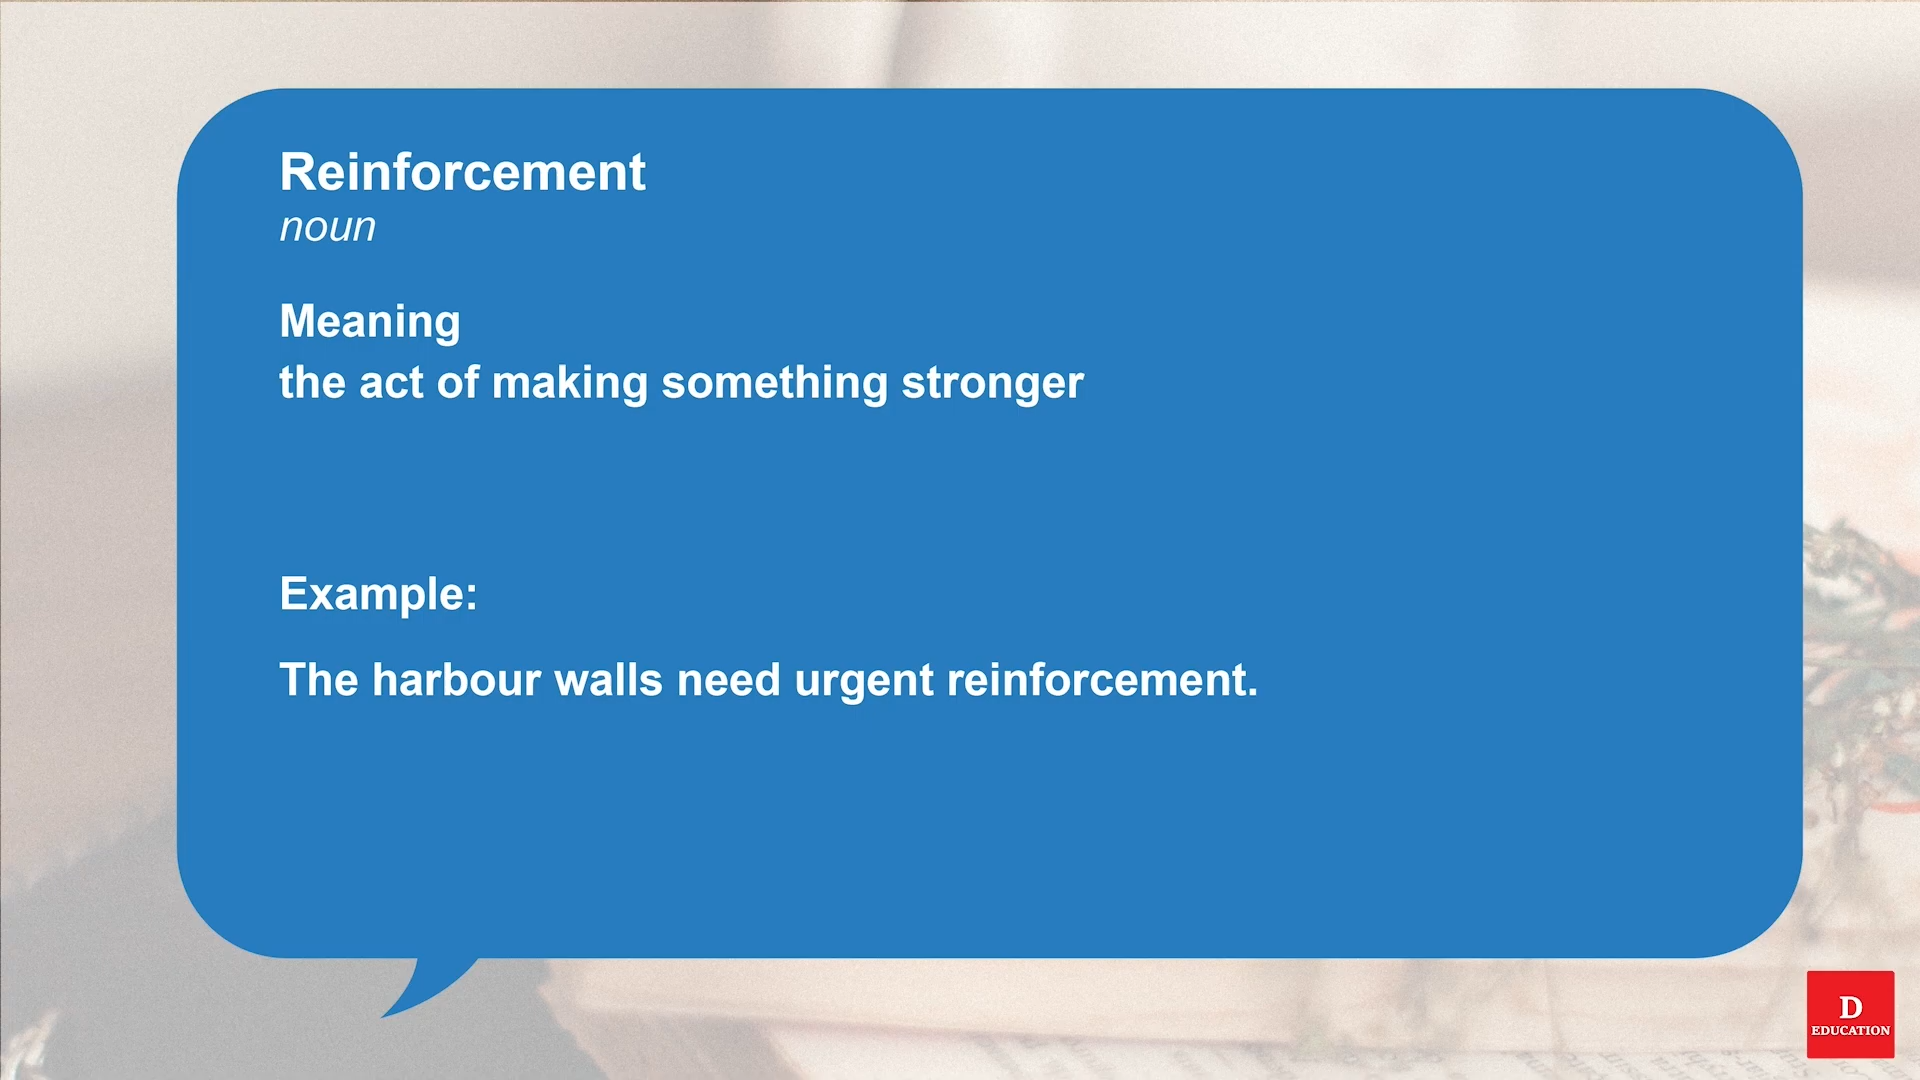 Reinforcement
noun
Meaning
the act of making something stronger
Example:
The harbour walls need urgent reinforcement.
D
EDUCATION